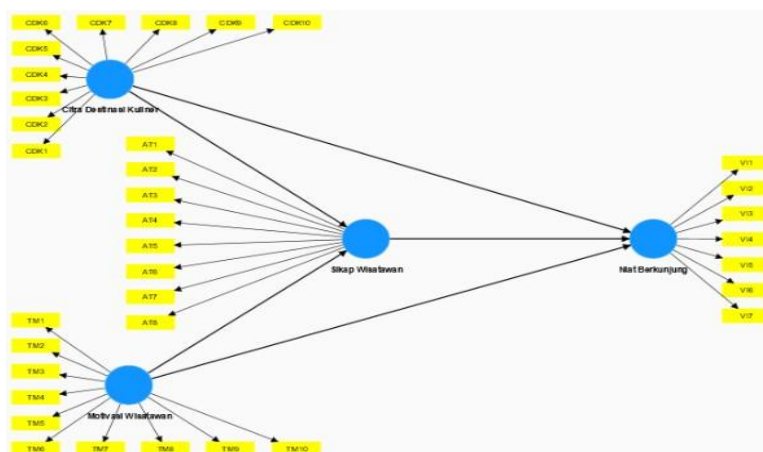 CDK6 CDK7 CDK8 CDK9 CDK10
CDK5
CDK4
CDK3
CDK2
CDK1
Citra Destinasi Kuliner
AT1
AT2
AT3
AT4
AT5
AT6
AT7
AT8
Sikap Wisatawan
VI1
VI2
VI3
VI4
VI5
VI6
VI7
Niat Berkunjung
TM1
TM2
TM3
TM4
TM5
TM6 TM7 TM8 TM9 TM10
Motivasi Wisatawan